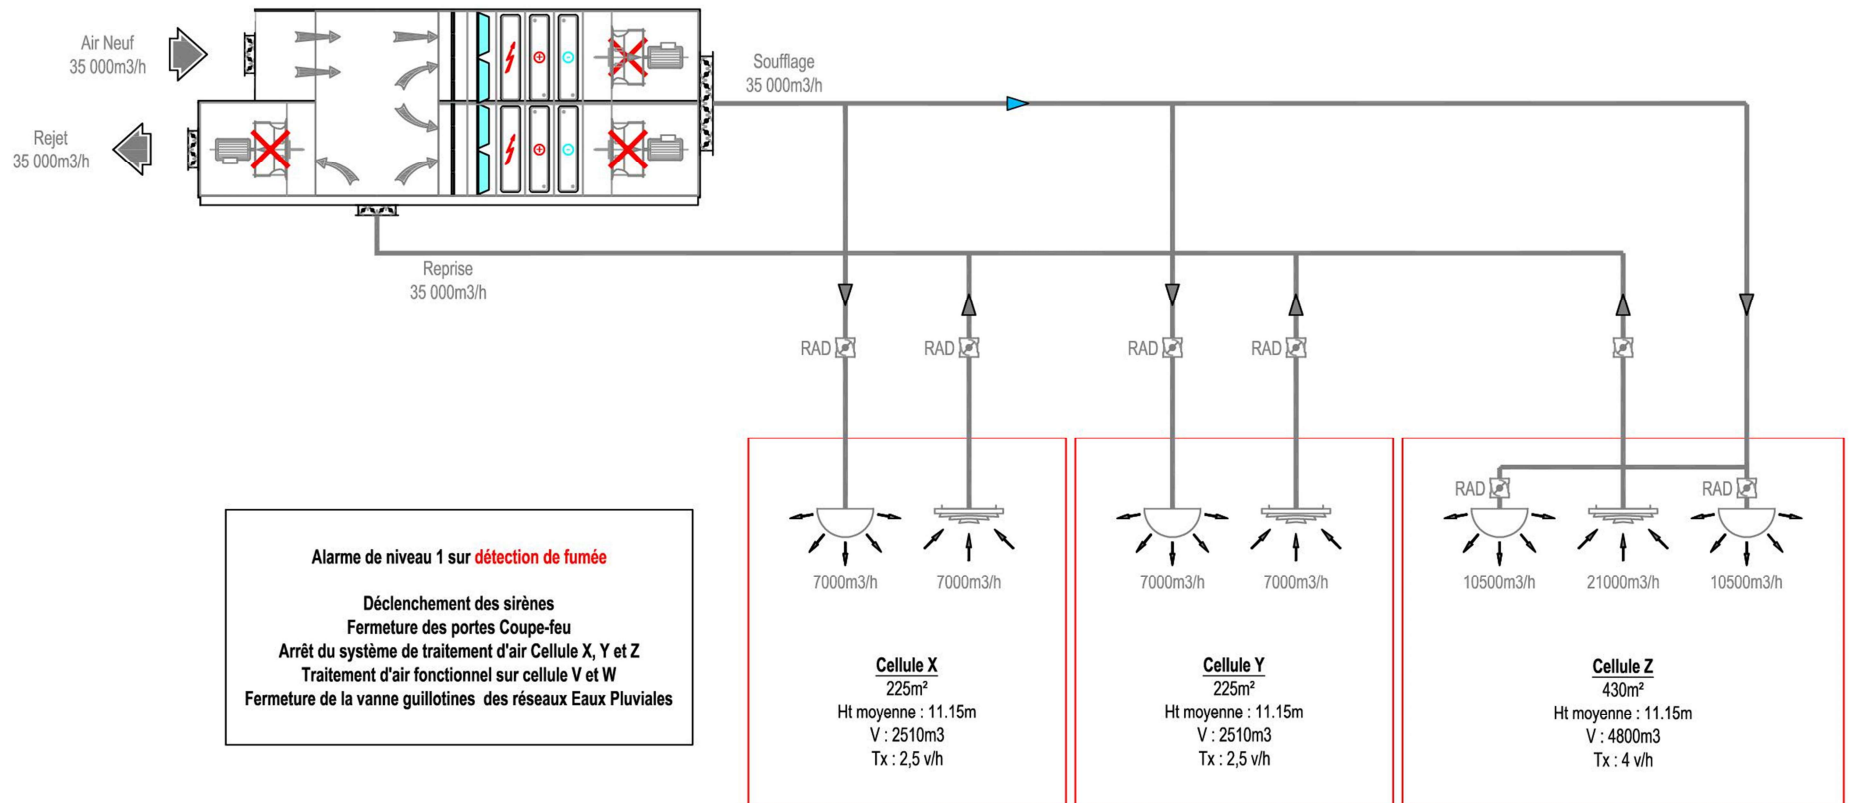 Air Neuf
35 000m3/h
Soufflage
35 000m3/h
Rejet
35 000m3/h
Reprise
35 000m3/h
RAD
RAD
RAD
RAD
RAD
RAD
7000m3/h
7000m3/h
7000m3/h
7000m3/h
10500m3/h
21000m3/h
10500m3/h
Alarme de niveau 1 sur détection de fumée
Déclenchement des sirènes
Fermeture des portes Coupe-feu
Arrêt du système de traitement d'air Cellule X, Y et Z
Traitement d'air fonctionnel sur cellule V et W
Fermeture de la vanne guillotines des réseaux Eaux Pluviales
Cellule X
225m²
Ht moyenne : 11.15m
V : 2510m3
Tx : 2,5 v/h
Cellule Y
225m²
Ht moyenne : 11.15m
V : 2510m3
Tx : 2,5 v/h
Cellule Z
430m²
Ht moyenne : 11.15m
V : 4800m3
Tx : 4 v/h